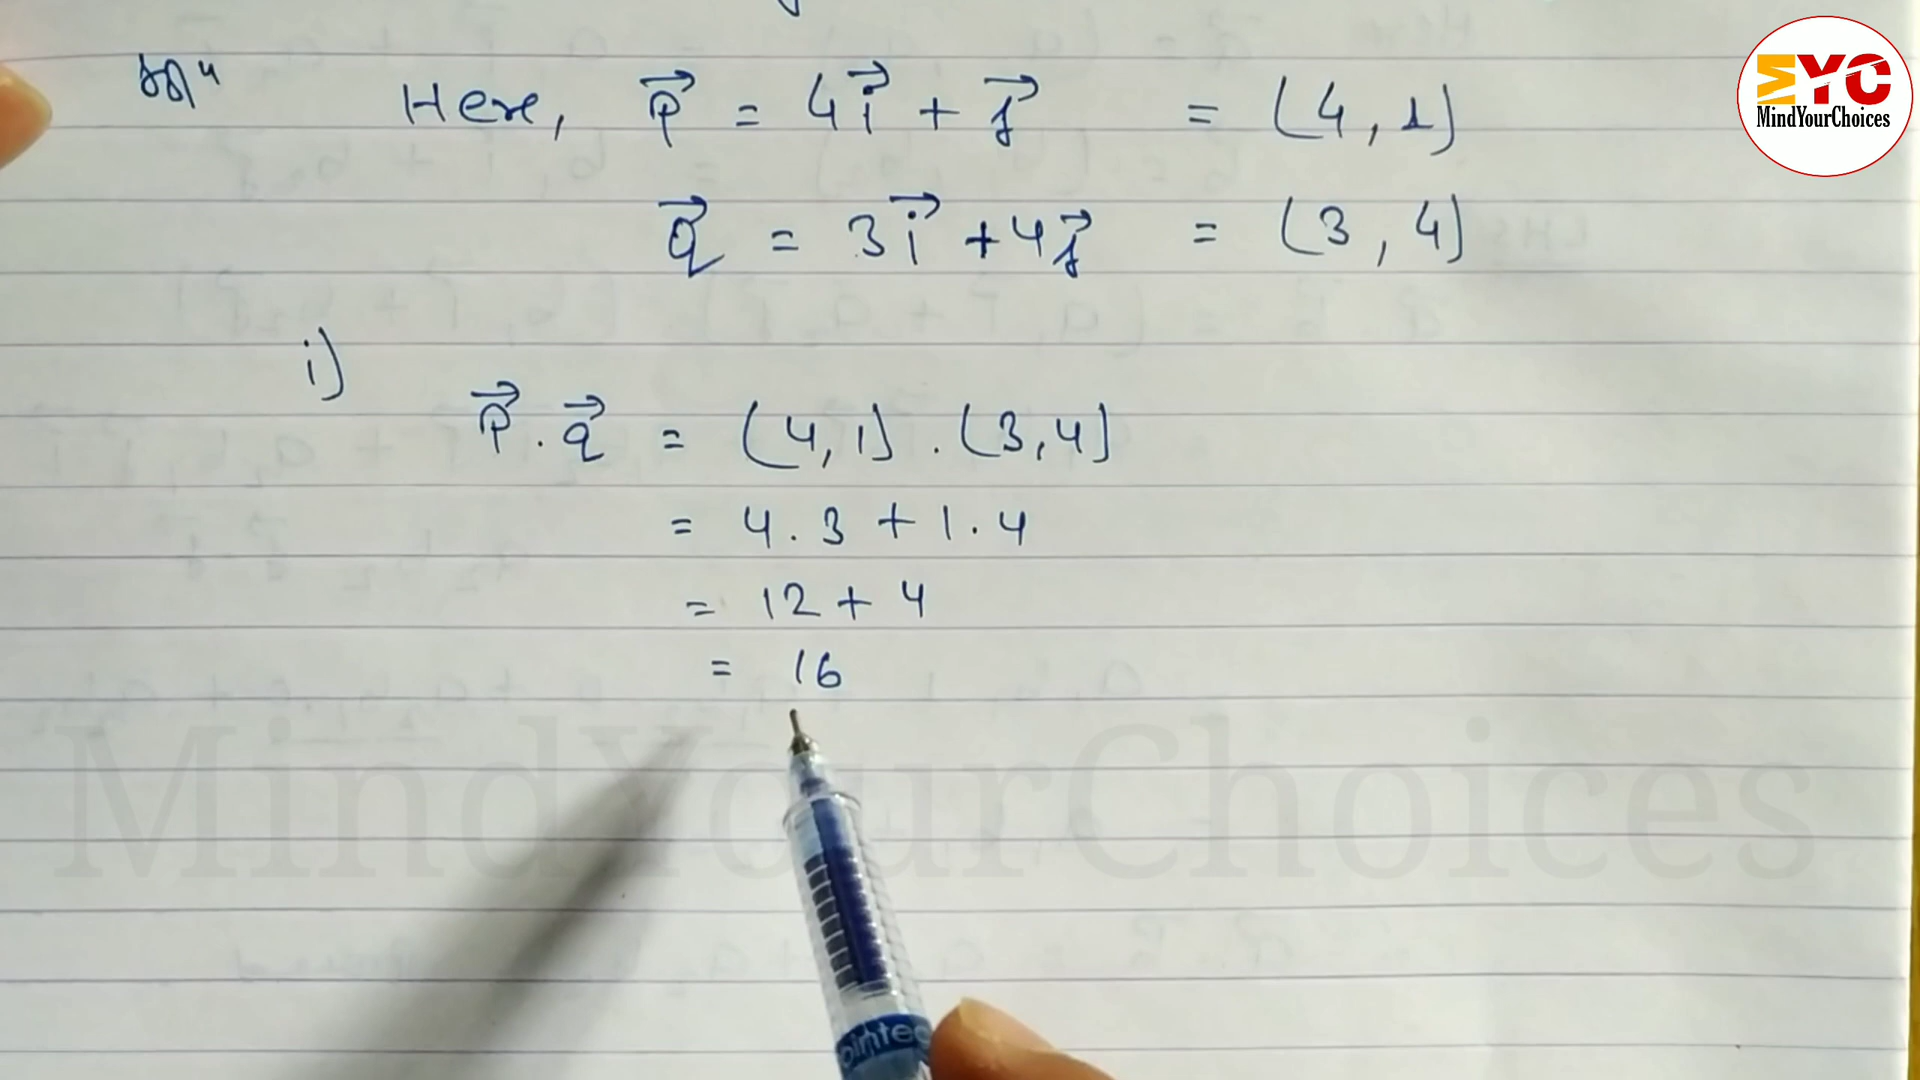 MYC
MindYourChoices
Solⁿ Here, p⃗ = 4i⃗ + j⃗ = (4, 1)
q⃗ = 3i⃗ + 4j⃗ = (3, 4)
i)
p⃗ . q⃗ = (4, 1) . (3, 4)
= 4 . 3 + 1 . 4
= 12 + 4
= 16
MindYourChoices